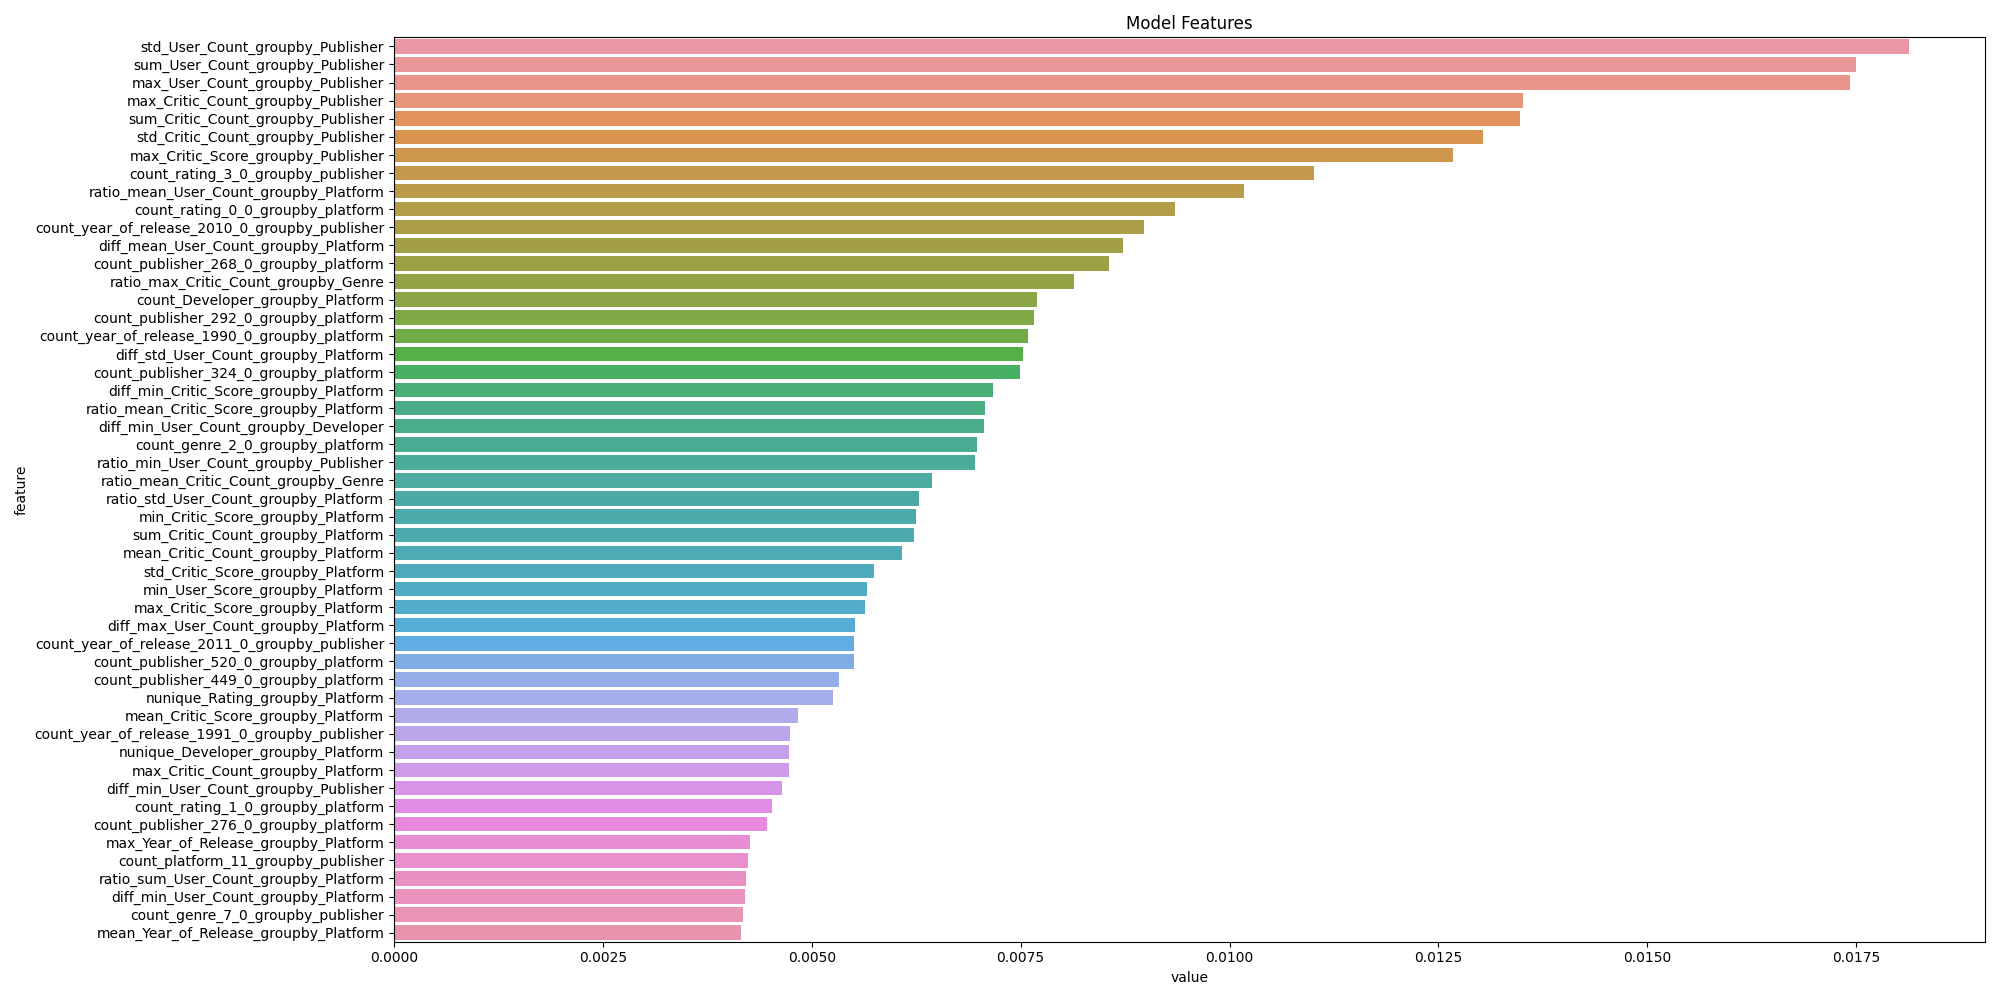 Model Features
std_User_Count_groupby_Publisher
sum_User_Count_groupby_Publisher
max_User_Count_groupby_Publisher
max_Critic_Count_groupby_Publisher
sum_Critic_Count_groupby_Publisher
std_Critic_Count_groupby_Publisher
max_Critic_Score_groupby_Publisher
count_rating_3_0_groupby_publisher
ratio_mean_User_Count_groupby_Platform
count_rating_0_0_groupby_platform
count_year_of_release_2010_0_groupby_publisher
diff_mean_User_Count_groupby_Platform
count_publisher_268_0_groupby_platform
ratio_max_Critic_Count_groupby_Genre
count_Developer_groupby_Platform
count_publisher_292_0_groupby_platform
count_year_of_release_1990_0_groupby_platform
diff_std_User_Count_groupby_Platform
count_publisher_324_0_groupby_platform
diff_min_Critic_Score_groupby_Platform
ratio_mean_Critic_Score_groupby_Platform
diff_min_User_Count_groupby_Developer
count_genre_2_0_groupby_platform
ratio_min_User_Count_groupby_Publisher
ratio_mean_Critic_Count_groupby_Genre
ratio_std_User_Count_groupby_Platform
min_Critic_Score_groupby_Platform
sum_Critic_Count_groupby_Platform
mean_Critic_Count_groupby_Platform
std_Critic_Score_groupby_Platform
min_User_Score_groupby_Platform
max_Critic_Score_groupby_Platform
diff_max_User_Count_groupby_Platform
count_year_of_release_2011_0_groupby_publisher
count_publisher_520_0_groupby_platform
count_publisher_449_0_groupby_platform
nunique_Rating_groupby_Platform
mean_Critic_Score_groupby_Platform
count_year_of_release_1991_0_groupby_publisher
nunique_Developer_groupby_Platform
max_Critic_Count_groupby_Platform
diff_min_User_Count_groupby_Publisher
count_rating_1_0_groupby_platform
count_publisher_276_0_groupby_platform
max_Year_of_Release_groupby_Platform
count_platform_11_groupby_publisher
ratio_sum_User_Count_groupby_Platform
diff_min_User_Count_groupby_Platform
count_genre_7_0_groupby_publisher
mean_Year_of_Release_groupby_Platform
feature
0.0000 0.0025 0.0050 0.0075 0.0100 0.0125 0.0150 0.0175
value